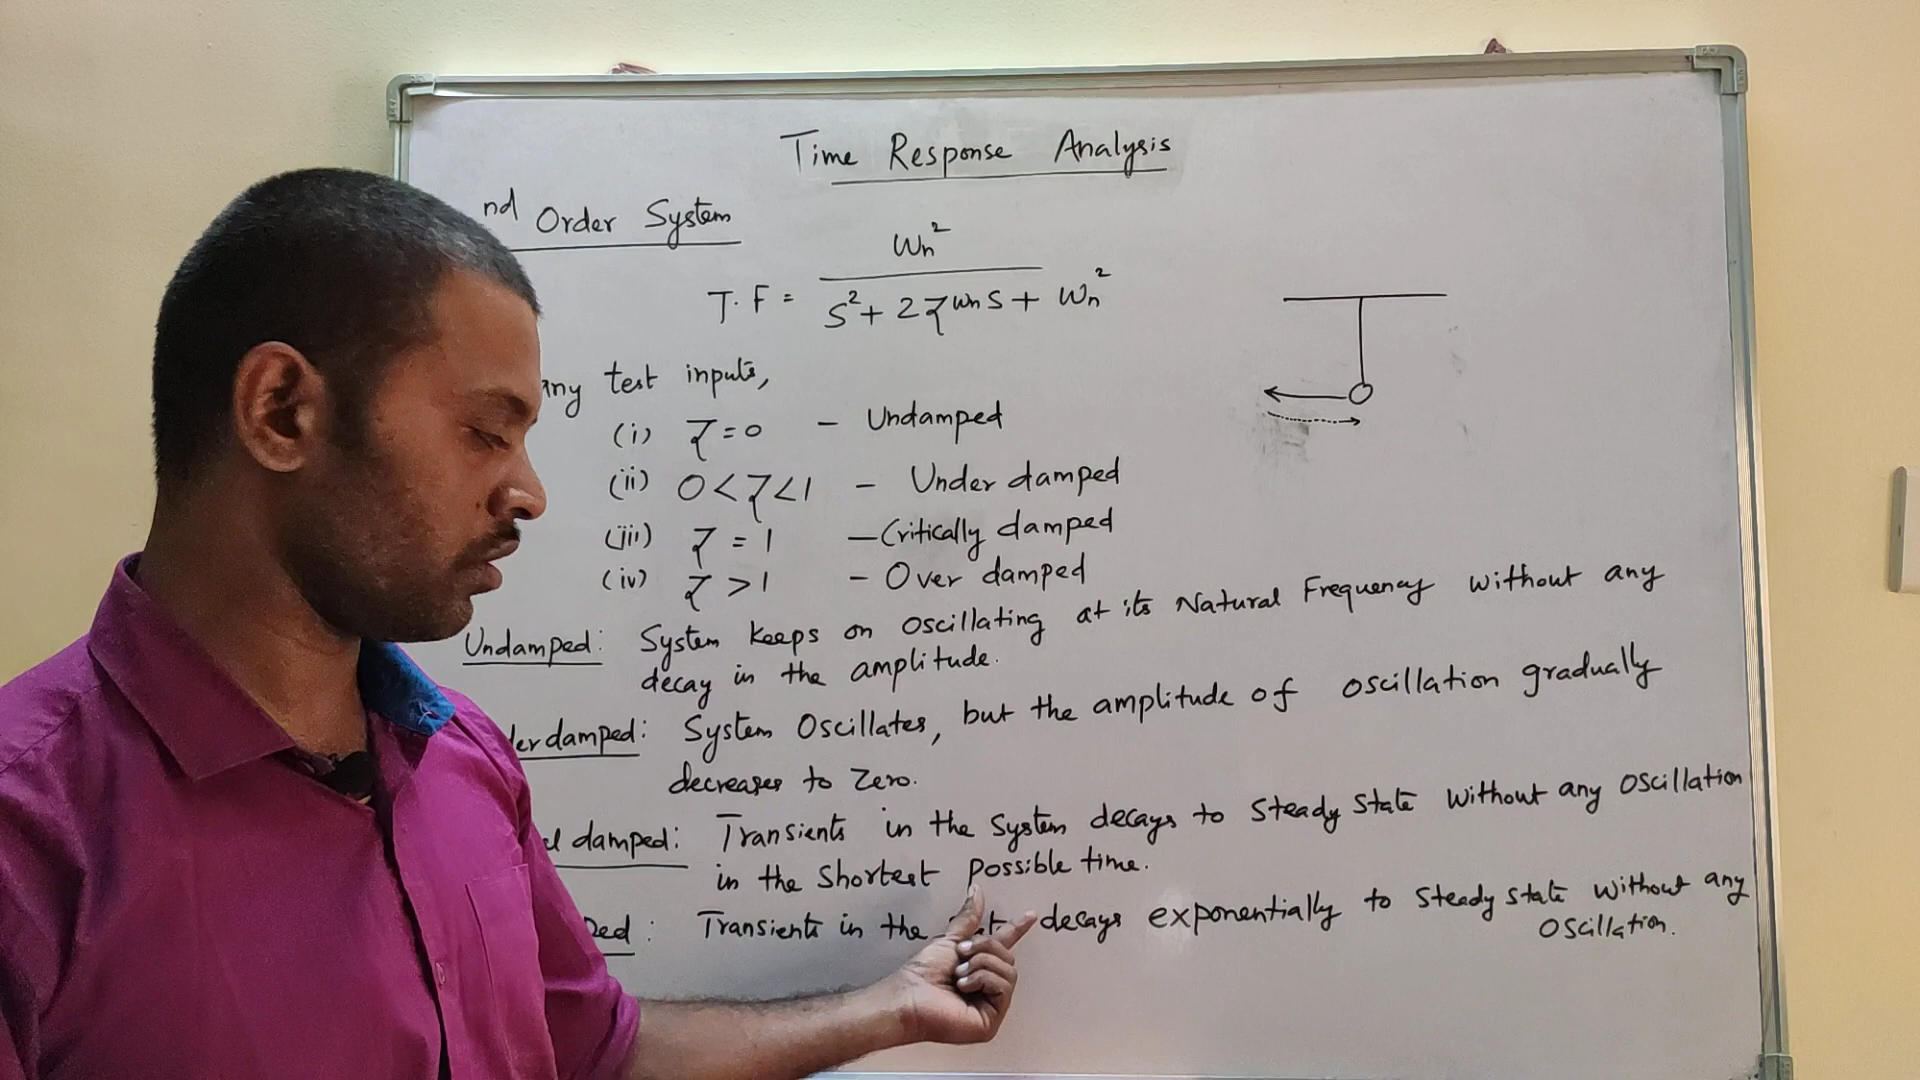 Time Response Analysis
nd Order System
Wn²
T.F = S²+ 2ζWnS + Wn²
any test inputs,
(i) ζ=0 - Undamped
(ii) 0<ζ<1 - Under damped
(iii) ζ = 1 - Critically damped
(iv) ζ > 1 - Over damped
Undamped: System keeps on oscillating at its Natural Frequency without any
decay in the amplitude.
damped: System Oscillates, but the amplitude of oscillation gradually
decreases to Zero.
damped: Transients in the System decays to Steady State without any oscillation
in the Shortest possible time.
: Transients in the decays exponentially to Steady State without any
Oscillation.